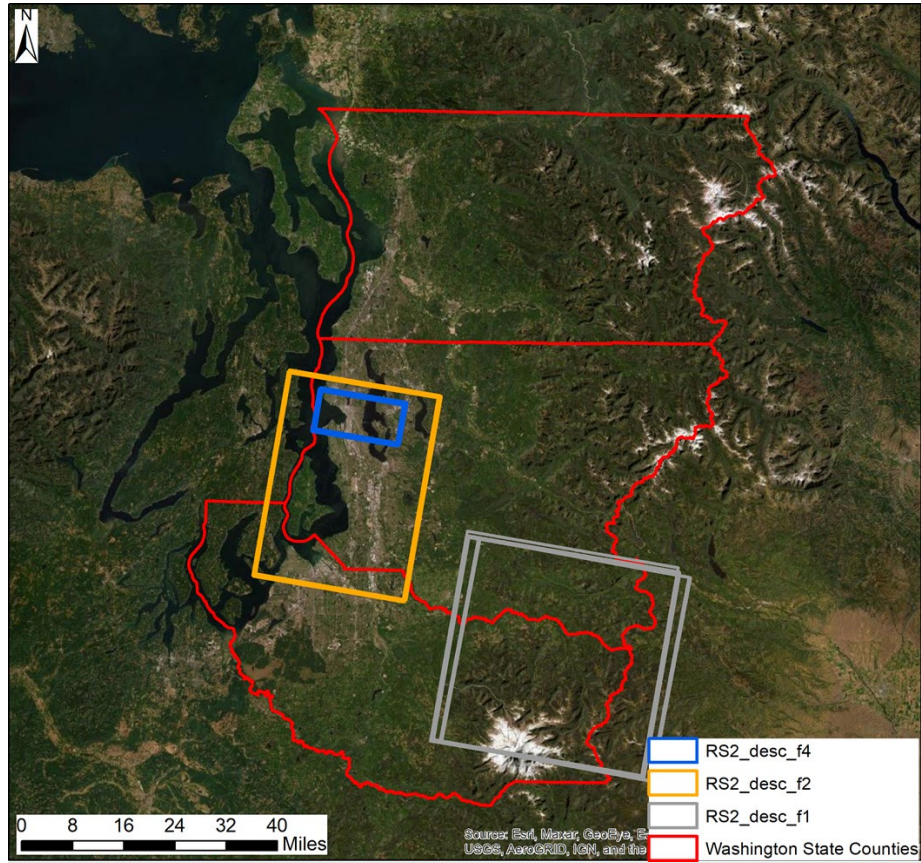 N
RS2_desc_f4
RS2_desc_f2
RS2_desc_f1
Washington State Counties
0 8 16 24 32 40
Miles
Source: Esri, Maxar, GeoEye, E
USGS, AeroGRID, IGN, and the